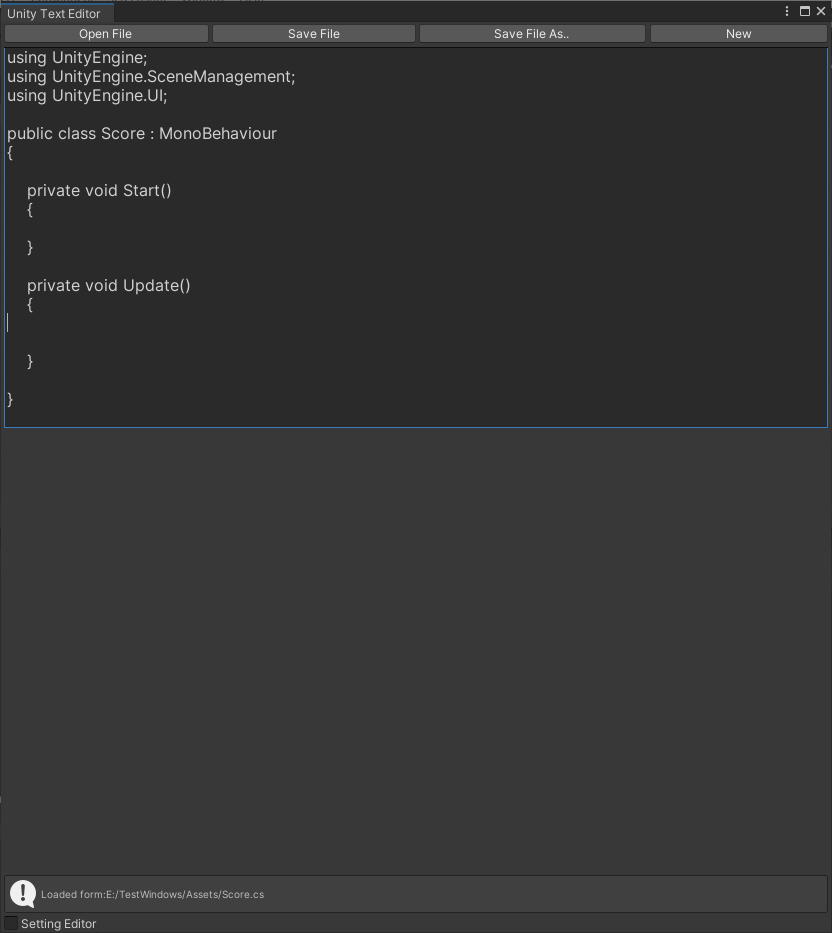 Unity Text Editor
Open File
Save File
Save File As..
New
using UnityEngine;
using UnityEngine.SceneManagement;
using UnityEngine.UI;
public class Score : MonoBehaviour
{
private void Start()
{
}
private void Update()
{
}
}
Loaded form:E:/TestWindows/Assets/Score.cs
Setting Editor